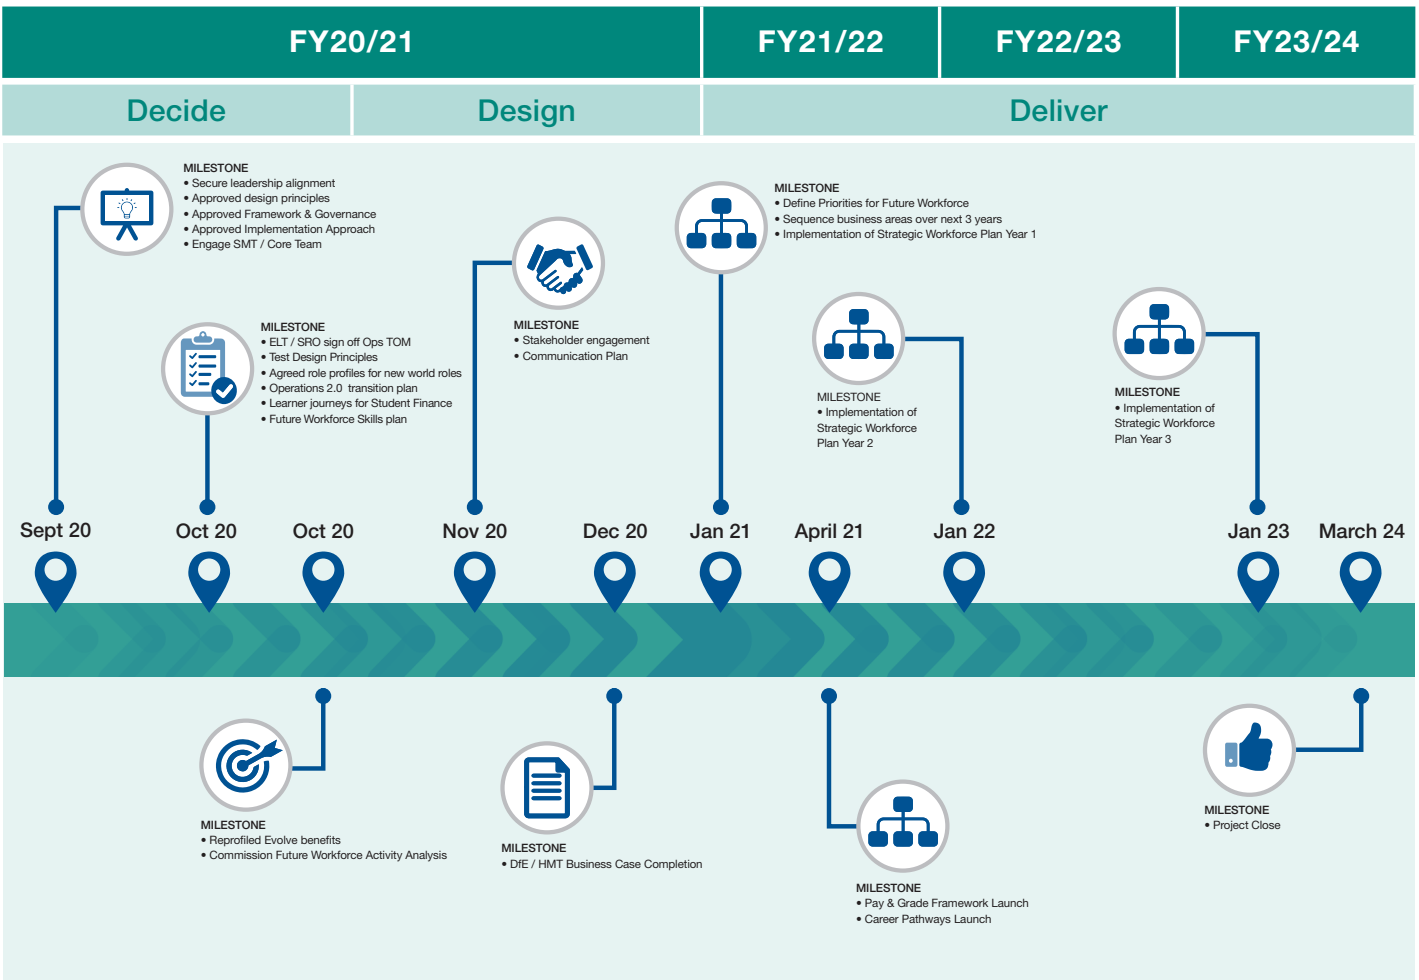 FY20/21
FY21/22
FY22/23
FY23/24
Decide
Design
Deliver
MILESTONE
• Secure leadership alignment
• Approved design principles
• Approved Framework & Governance
• Approved Implementation Approach
• Engage SMT / Core Team
MILESTONE
• ELT / SRO sign off Ops TOM
• Test Design Principles
• Agreed role profiles for new world roles
• Operations 2.0 transition plan
• Learner journeys for Student Finance
• Future Workforce Skills plan
MILESTONE
• Stakeholder engagement
• Communication Plan
MILESTONE
• Define Priorities for Future Workforce
• Sequence business areas over next 3 years
• Implementation of Strategic Workforce Plan Year 1
MILESTONE
• Implementation of
Strategic Workforce
Plan Year 2
MILESTONE
• Implementation of
Strategic Workforce
Plan Year 3
Sept 20
Oct 20
Oct 20
Nov 20
Dec 20
Jan 21
April 21
Jan 22
Jan 23
March 24
MILESTONE
• Reprofiled Evolve benefits
• Commission Future Workforce Activity Analysis
MILESTONE
• DfE / HMT Business Case Completion
MILESTONE
• Pay & Grade Framework Launch
• Career Pathways Launch
MILESTONE
• Project Close